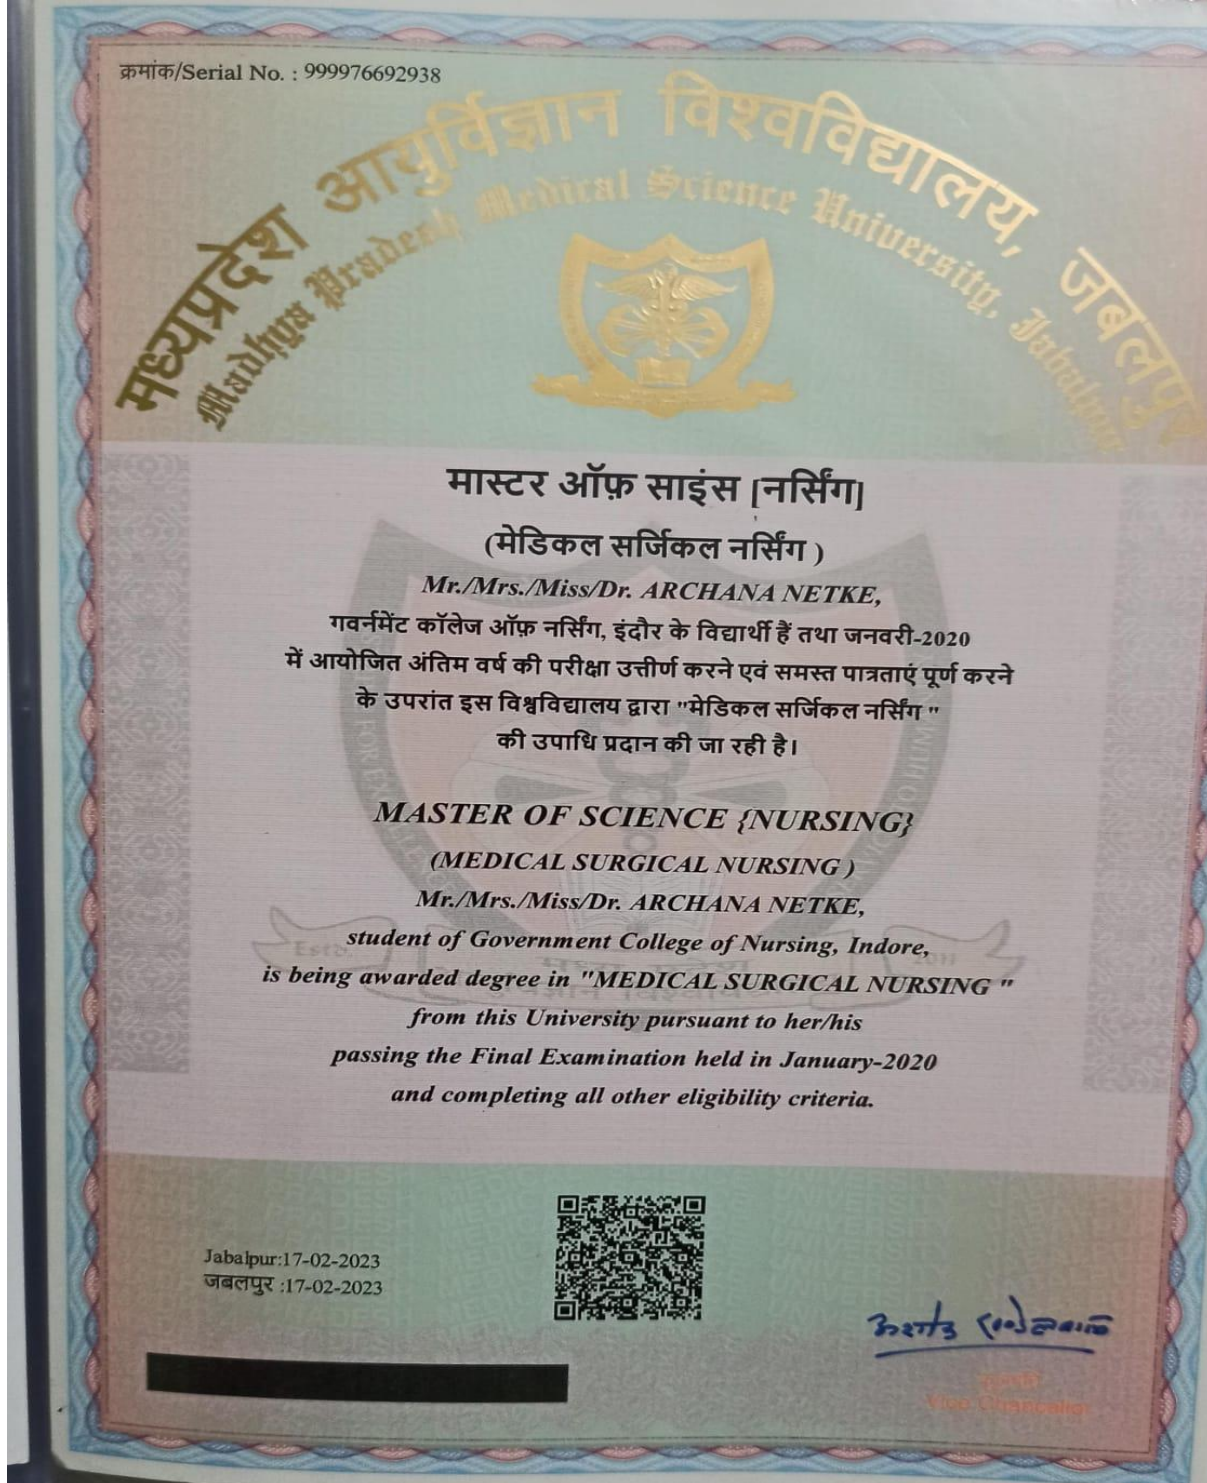 क्रमांक/Serial No. : 999976692938
मध्यप्रदेश आयुर्विज्ञान विश्वविद्यालय, जबलपुर
Madhya Pradesh Medical Science University, Jabalpur
मास्टर ऑफ़ साइंस [नर्सिंग]
(मेडिकल सर्जिकल नर्सिंग )
Mr./Mrs./Miss/Dr. ARCHANA NETKE,
गवर्नमेंट कॉलेज ऑफ़ नर्सिंग, इंदौर के विद्यार्थी हैं तथा जनवरी-2020
में आयोजित अंतिम वर्ष की परीक्षा उत्तीर्ण करने एवं समस्त पात्रताएं पूर्ण करने
के उपरांत इस विश्वविद्यालय द्वारा "मेडिकल सर्जिकल नर्सिंग "
की उपाधि प्रदान की जा रही है।
MASTER OF SCIENCE {NURSING}
(MEDICAL SURGICAL NURSING )
Mr./Mrs./Miss/Dr. ARCHANA NETKE,
student of Government College of Nursing, Indore,
is being awarded degree in "MEDICAL SURGICAL NURSING "
from this University pursuant to her/his
passing the Final Examination held in January-2020
and completing all other eligibility criteria.
Jabalpur:17-02-2023
जबलपुर :17-02-2023
Vice Chancellor